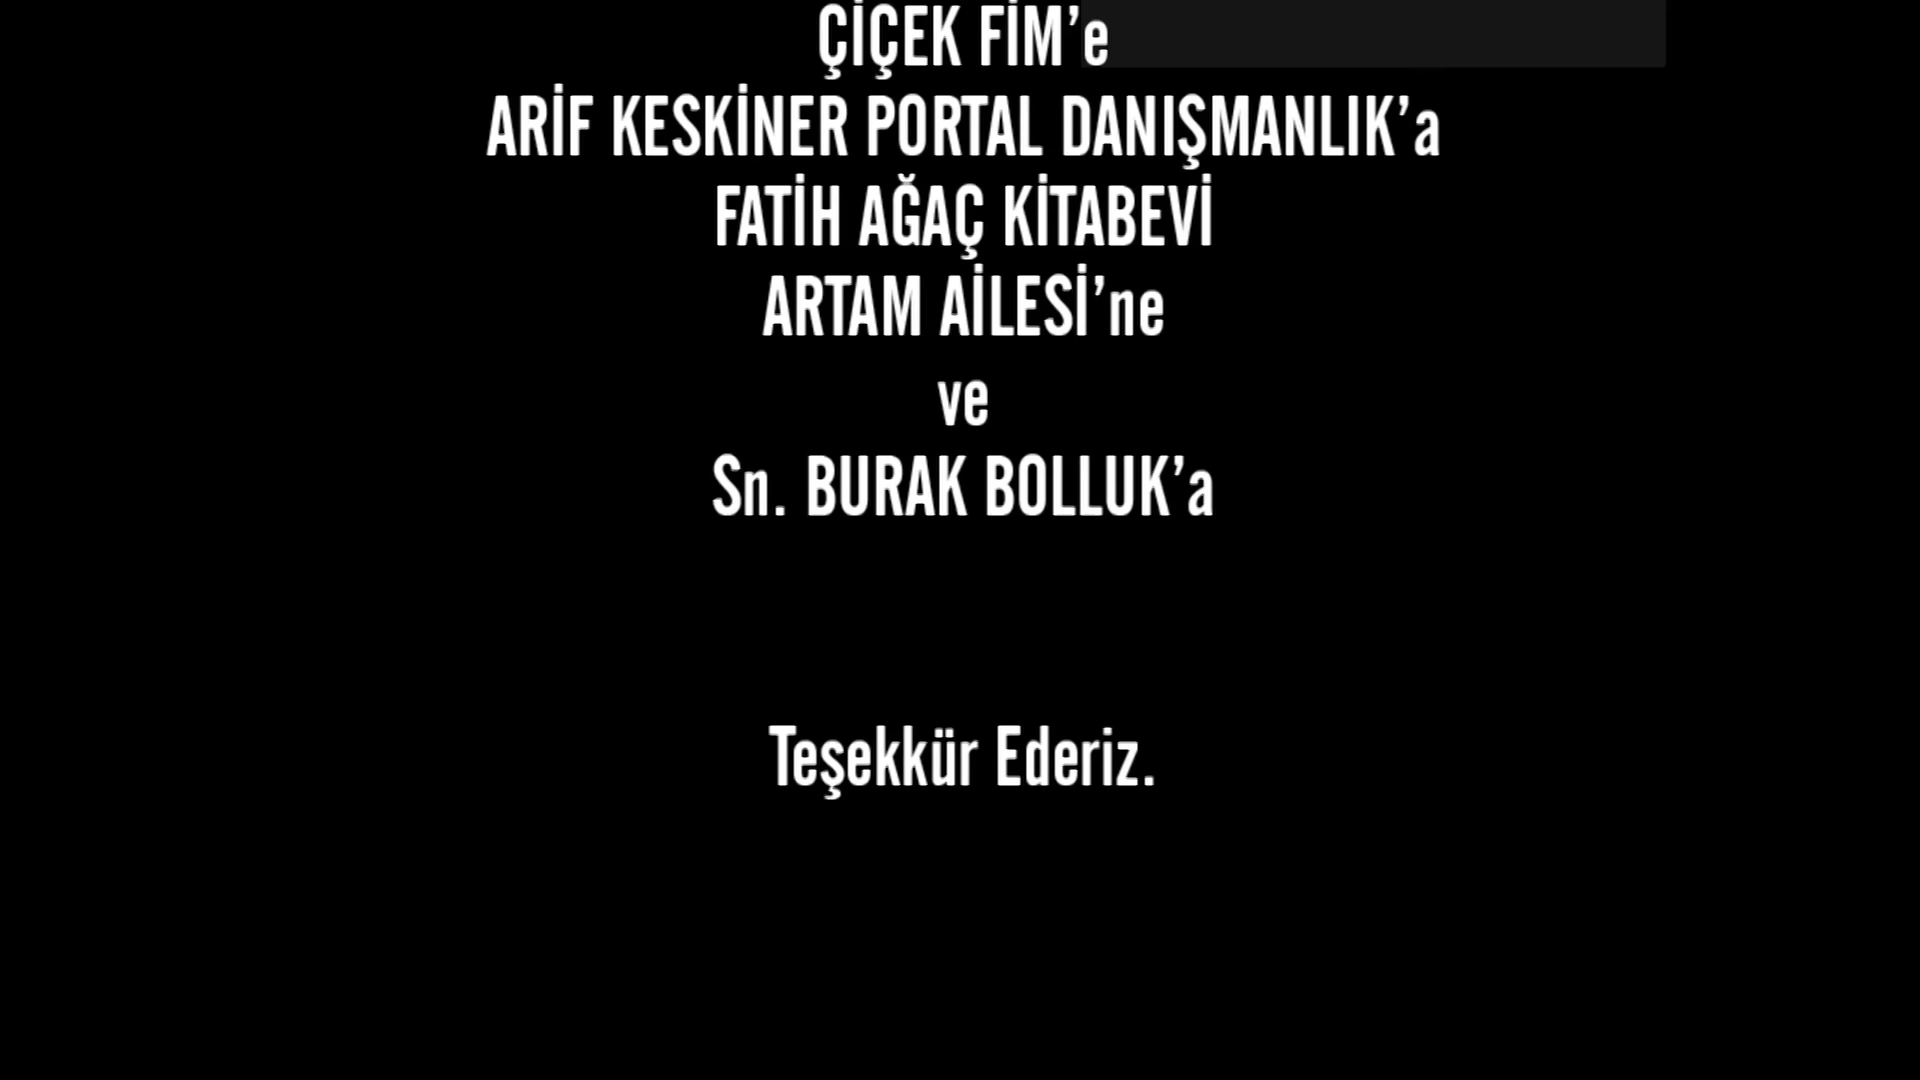 ÇİÇEK FİM’e
ARİF KESKİNER PORTAL DANIŞMANLIK’a
FATİH AĞAÇ KİTABEVİ
ARTAM AİLESİ’ne
ve
Sn. BURAK BOLLUK’a
Teşekkür Ederiz.